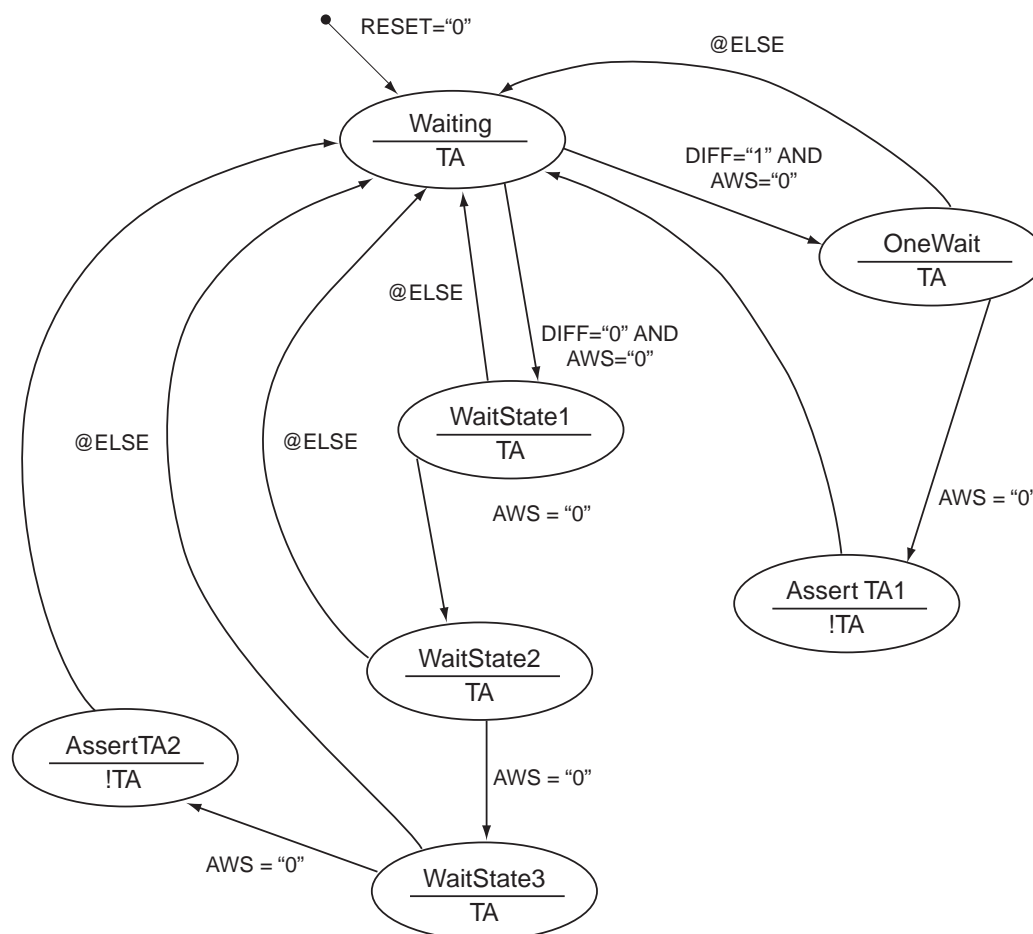 RESET=“0”
@ELSE
Waiting
TA
DIFF=“1” AND
AWS=“0”
OneWait
TA
@ELSE
DIFF=“0” AND
AWS=“0”
WaitState1
TA
@ELSE
@ELSE
AWS = “0”
AWS = “0”
Assert TA1
!TA
WaitState2
TA
AssertTA2
!TA
AWS = “0”
AWS = “0”
WaitState3
TA